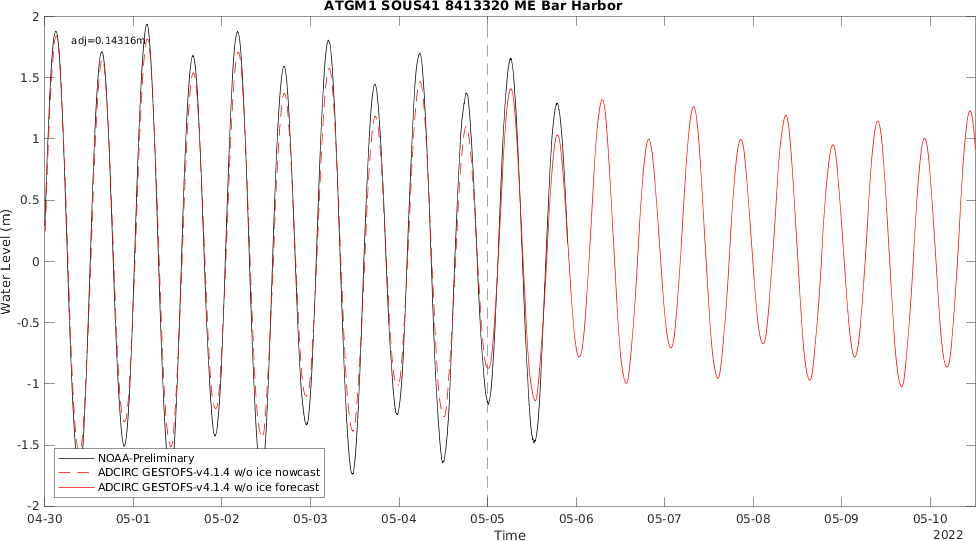 ATGM1 SOUS41 8413320 ME Bar Harbor
adj=0.14316m
2
1.5
1
0.5
0
-0.5
-1
-1.5
-2
Water Level (m)
NOAA-Preliminary
ADCIRC GESTOFS-v4.1.4 w/o ice nowcast
ADCIRC GESTOFS-v4.1.4 w/o ice forecast
04-30 05-01 05-02 05-03 05-04 05-05 05-06 05-07 05-08 05-09 05-10
Time
2022